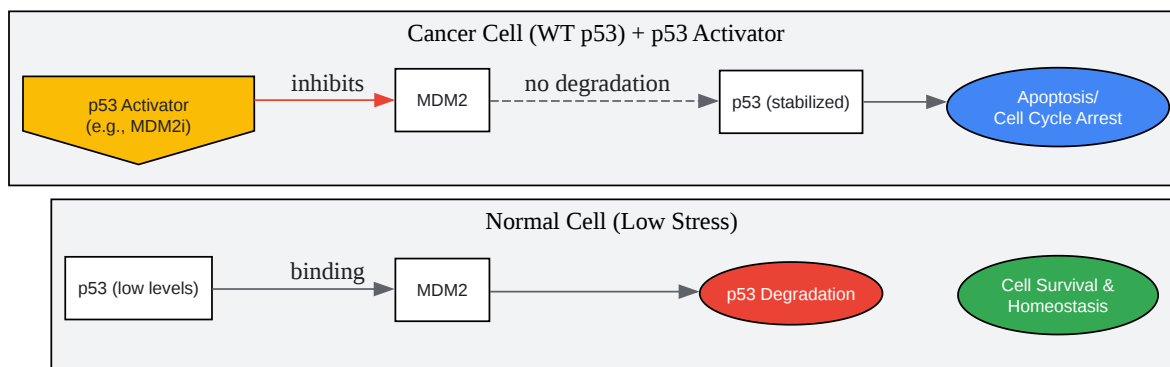 Cancer Cell (WT p53) + p53 Activator
p53 Activator
(e.g., MDM2i)
inhibits
MDM2
no degradation
p53 (stabilized)
Apoptosis/
Cell Cycle Arrest
Normal Cell (Low Stress)
p53 (low levels)
binding
MDM2
p53 Degradation
Cell Survival &
Homeostasis